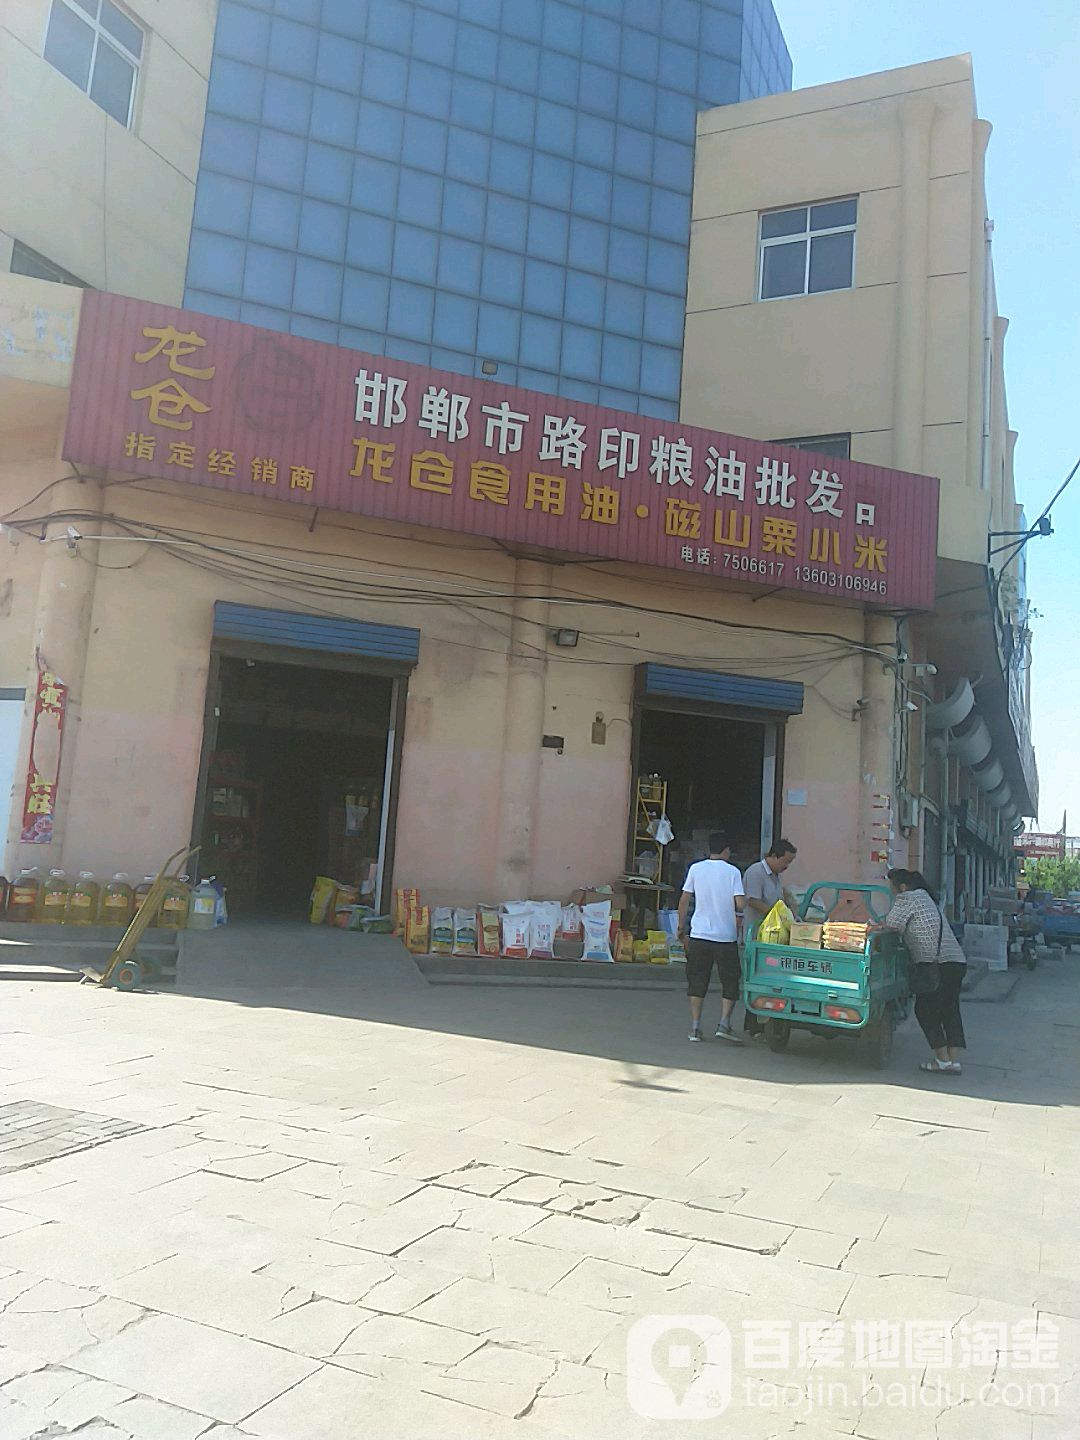 龙仓
指定经销商
邯郸市路印粮油批发
龙仓食用油·磁山粟小米
电话：7506617 13603106946
兴旺
银恒车辆
百度地图淘金
taojin.baidu.com